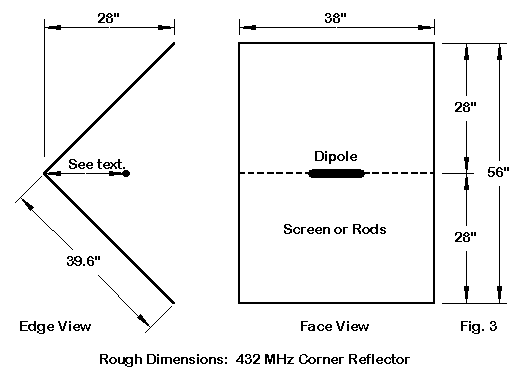 28"
38"
28"
See text.
Dipole
56"
Screen or Rods
28"
39.6"
Edge View
Face View
Fig. 3
Rough Dimensions: 432 MHz Corner Reflector